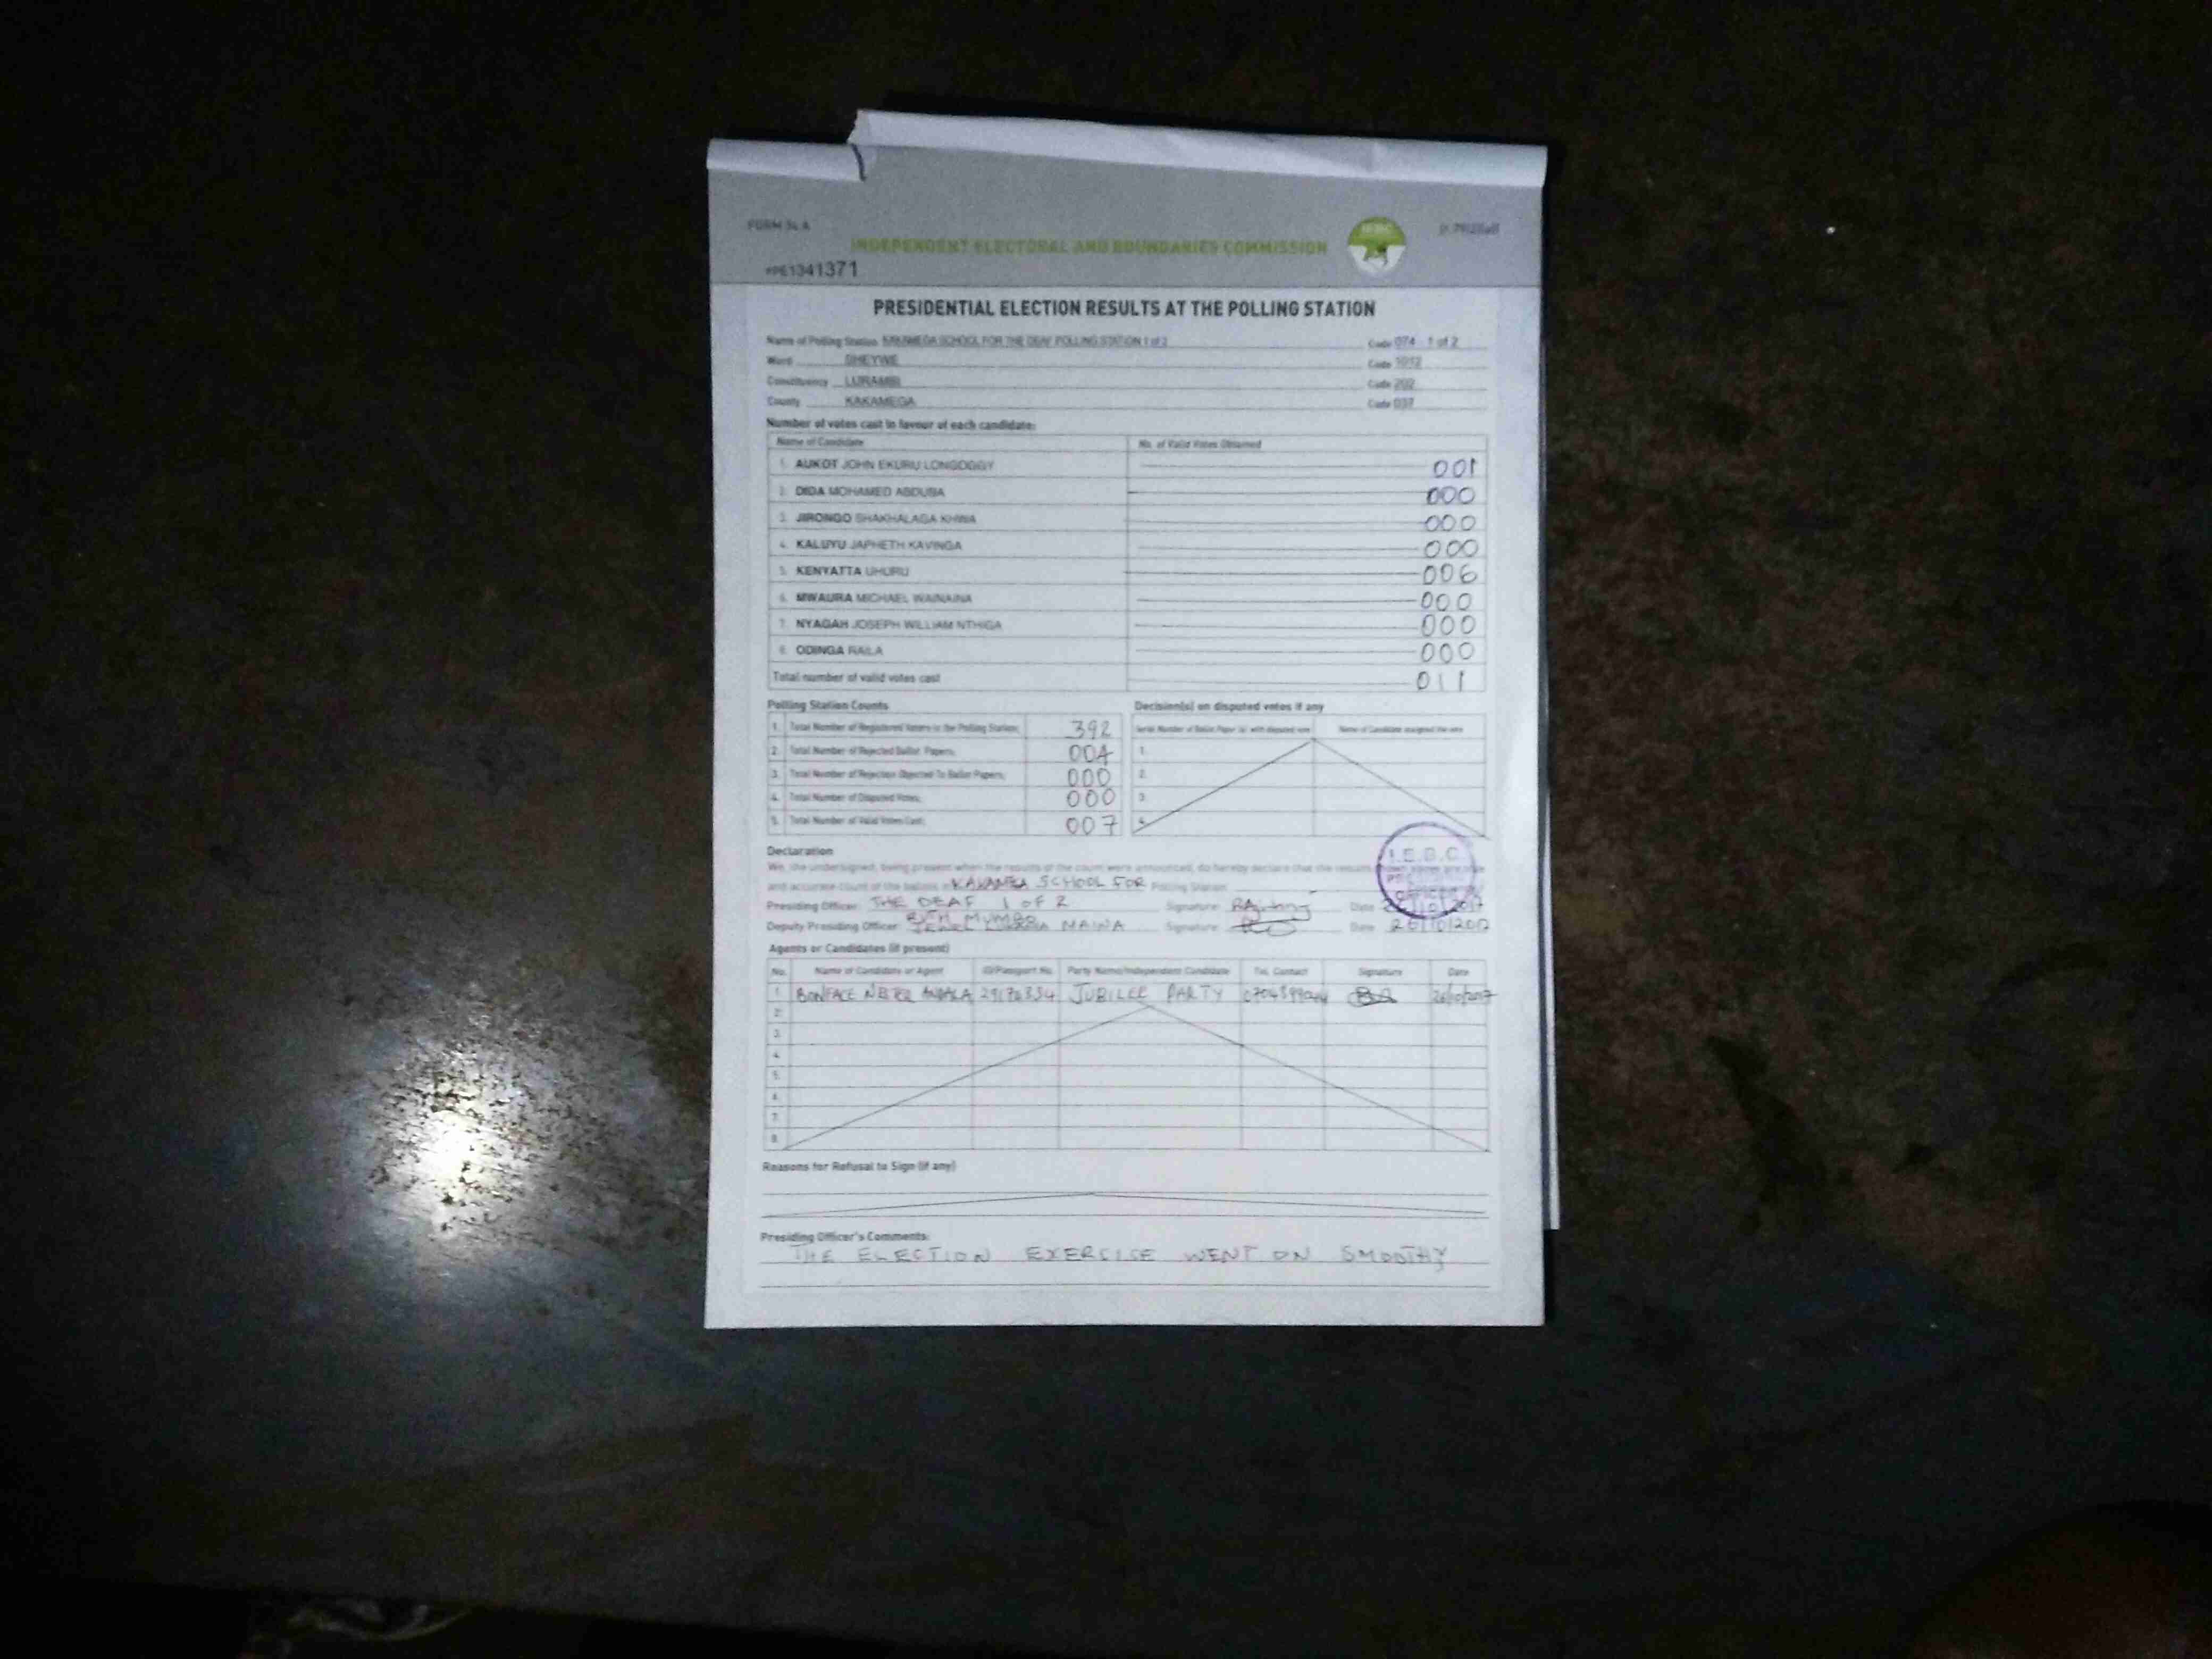 FORM 34 A
INDEPENDENT ELECTORAL AND BOUNDARIES COMMISSION
#PE1341371
PRESIDENTIAL ELECTION RESULTS AT THE POLLING STATION
Name of Polling Station KAKAMEGA SCHOOL FOR THE DEAF POLLING STATION 1 of 2 Code 074 1 of 2
Ward SHEYWE Code 1012
Constituency LURAMBI Code 202
County KAKAMEGA Code 037
Number of votes cast in favour of each candidate:
Name of Candidate No. of Valid Votes Obtained
1. AUKOT JOHN EKURU LONGOGGY 001
2. DIDA MOHAMED ABDUBA 000
3. JIRONGO SHAKHALAGA KHWA 000
4. KALUYU JAPHETH KAVINGA 000
5. KENYATTA UHURU 006
6. MWAURA MICHAEL WAINAINA 000
7. NYAGAH JOSEPH WILLIAM NTHIGA 000
8. ODINGA RAILA 000
Total number of valid votes cast 011
Polling Station Counts
1. Total Number of Registered Voters in the Polling Station; 392
2. Total Number of Rejected Ballot Papers; 004
3. Total Number of Rejection Objected To Ballot Papers; 000
4. Total Number of Disputed Votes; 000
5. Total Number of Valid Votes Cast; 007
Decision(s) on disputed votes if any
Serial Number of Ballot Paper (s) with disputed vote Name of Candidate assigned the vote
1.
2.
3.
4.
Declaration
We, the undersigned, being present when the results of the count were announced, do hereby declare that the results
and accurate count of the ballots in SCHOOL FOR Polling Station
I.E.B.C
Presiding Officer: THE DEAF 1 OF 2 Signature: Date 26/10/2017
RUTH MUMBO
Deputy Presiding Officer: MAINA Signature: Date 26/10/2017
Agents or Candidates (if present)
No. Name of Candidate or Agent ID/Passport No. Party Name/Independent Candidate Tel. Contact Signature Date
1 BONFACE JUBILEE PARTY 26/10/2017
2.
3.
4.
5.
6.
7.
8.
Reasons for Refusal to Sign (if any)
Presiding Officer's Comments:
THE ELECTION EXERCISE WENT ON SMOOTHY